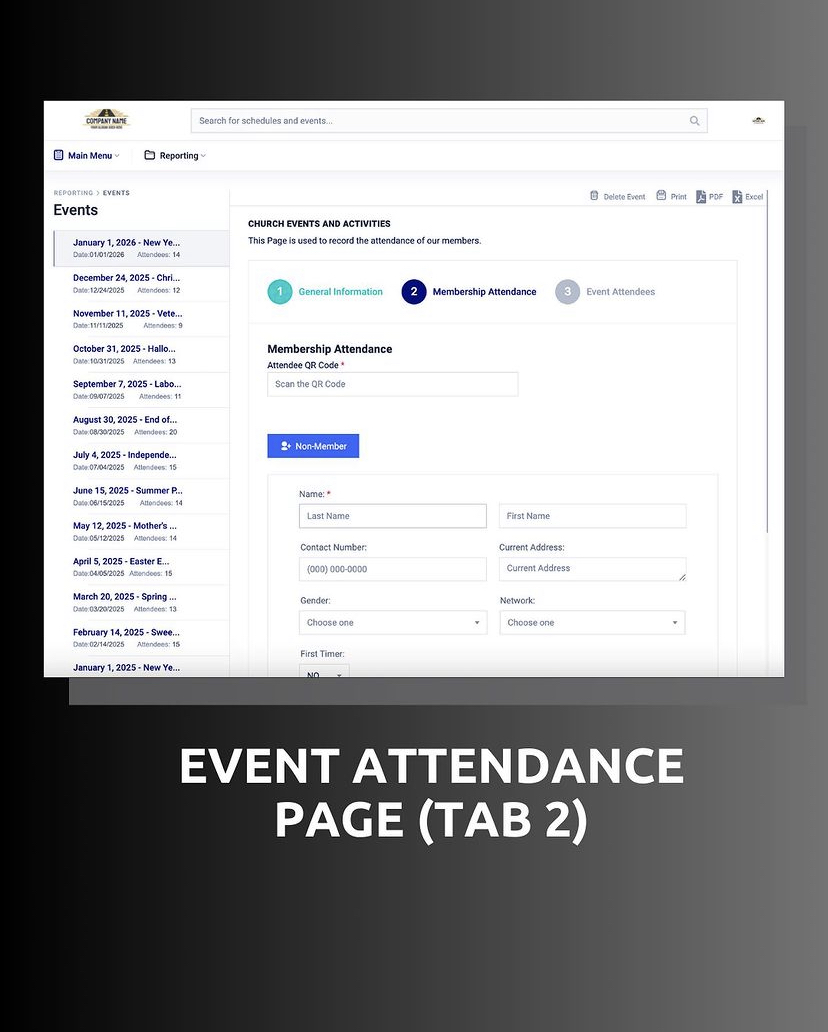 COMPANY NAME
Search for schedules and events...
Main Menu
Reporting
REPORTING > EVENTS
Events
January 1, 2026 - New Ye...
Date:01/01/2026 Attendees: 14
December 24, 2025 - Chri...
Date:12/24/2025 Attendees: 12
November 11, 2025 - Vete...
Date:11/11/2025 Attendees: 9
October 31, 2025 - Hallo...
Date:10/31/2025 Attendees: 13
September 7, 2025 - Labo...
Date:09/07/2025 Attendees: 11
August 30, 2025 - End of...
Date:08/30/2025 Attendees: 20
July 4, 2025 - Independe...
Date:07/04/2025 Attendees: 15
June 15, 2025 - Summer P...
Date:06/15/2025 Attendees: 14
May 12, 2025 - Mother's ...
Date:05/12/2025 Attendees: 14
April 5, 2025 - Easter E...
Date:04/05/2025 Attendees: 15
March 20, 2025 - Spring ...
Date:03/20/2025 Attendees: 13
February 14, 2025 - Swee...
Date:02/14/2025 Attendees: 15
January 1, 2025 - New Ye...
Delete Event Print PDF Excel
CHURCH EVENTS AND ACTIVITIES
This Page is used to record the attendance of our members.
1 General Information 2 Membership Attendance 3 Event Attendees
Membership Attendance
Attendee QR Code *
Scan the QR Code
Non-Member
Name: *
Last Name First Name
Contact Number: Current Address:
(000) 000-0000 Current Address
Gender: Network:
Choose one Choose one
First Timer:
NO
EVENT ATTENDANCE
PAGE (TAB 2)